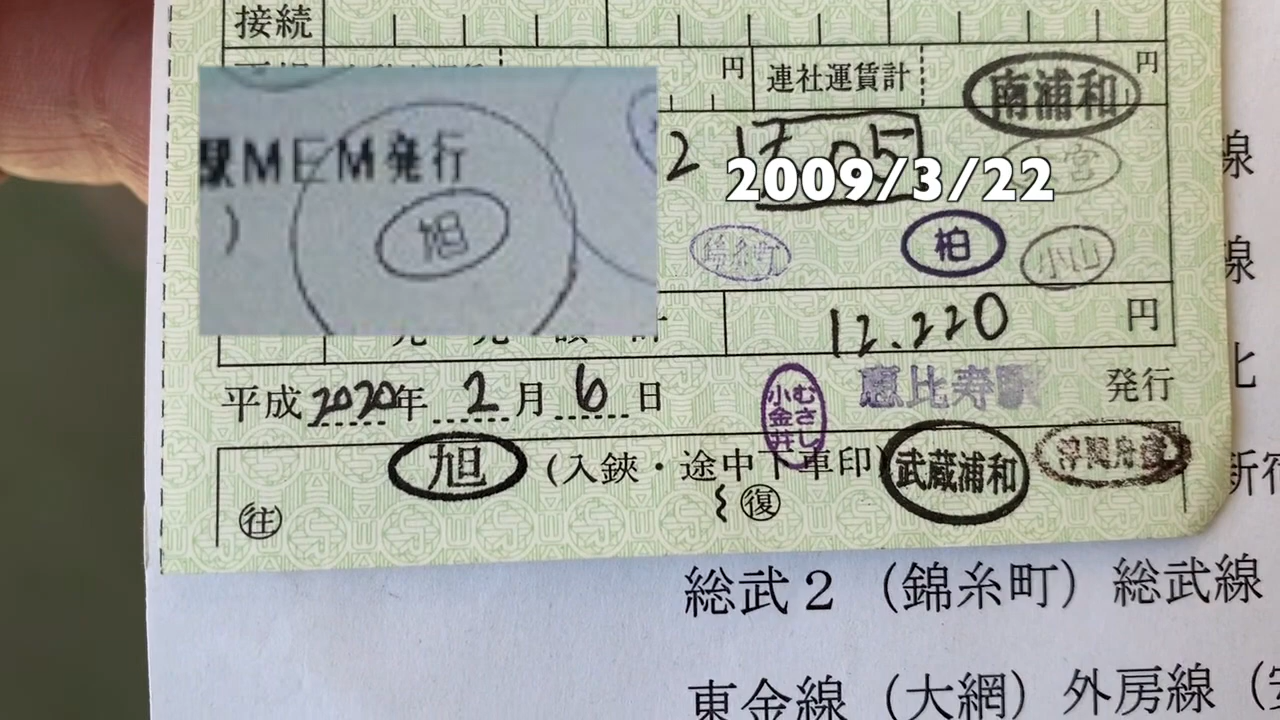 接続
円 連社運賃計 円
南浦和
駅MEM発行
2
2009/3/22
)
旭
錦糸町 柏 小山
12.220 円
平成2020年 2月 6日
恵比寿駅 発行
むさし小金井
旭 (入鋏・途中下車印) 武蔵浦和 浮間舟渡
往 復
線
線
総武2 (錦糸町) 総武線
東金線 (大網) 外房線 (